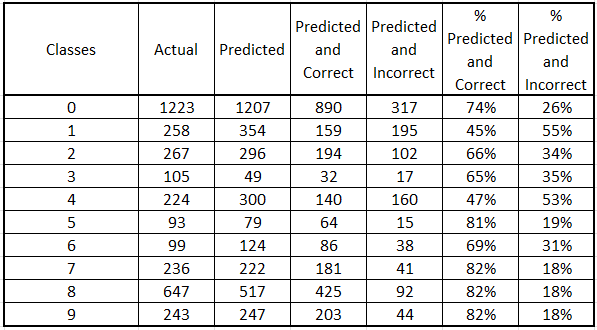 Classes Actual Predicted Predicted and Correct Predicted and Incorrect % Predicted and Correct % Predicted and Incorrect
0 1223 1207 890 317 74% 26%
1 258 354 159 195 45% 55%
2 267 296 194 102 66% 34%
3 105 49 32 17 65% 35%
4 224 300 140 160 47% 53%
5 93 79 64 15 81% 19%
6 99 124 86 38 69% 31%
7 236 222 181 41 82% 18%
8 647 517 425 92 82% 18%
9 243 247 203 44 82% 18%